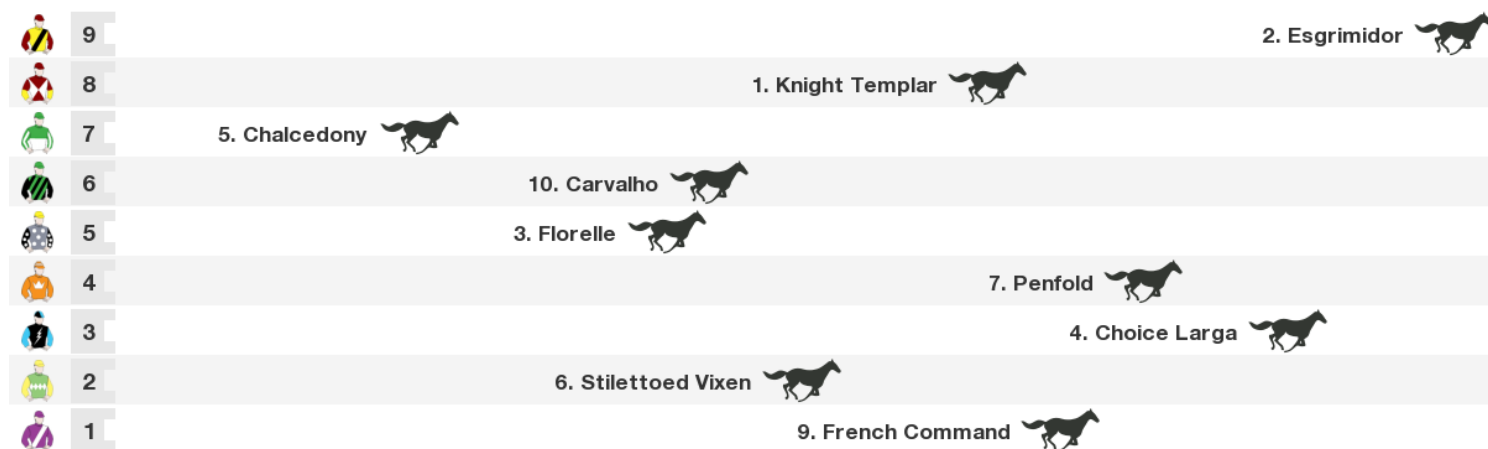 9 2. Esgrimidor
8 1. Knight Templar
7 5. Chalcedony
6 10. Carvalho
5 3. Florelle
4 7. Penfold
3 4. Choice Larga
2 6. Stilettoed Vixen
1 9. French Command